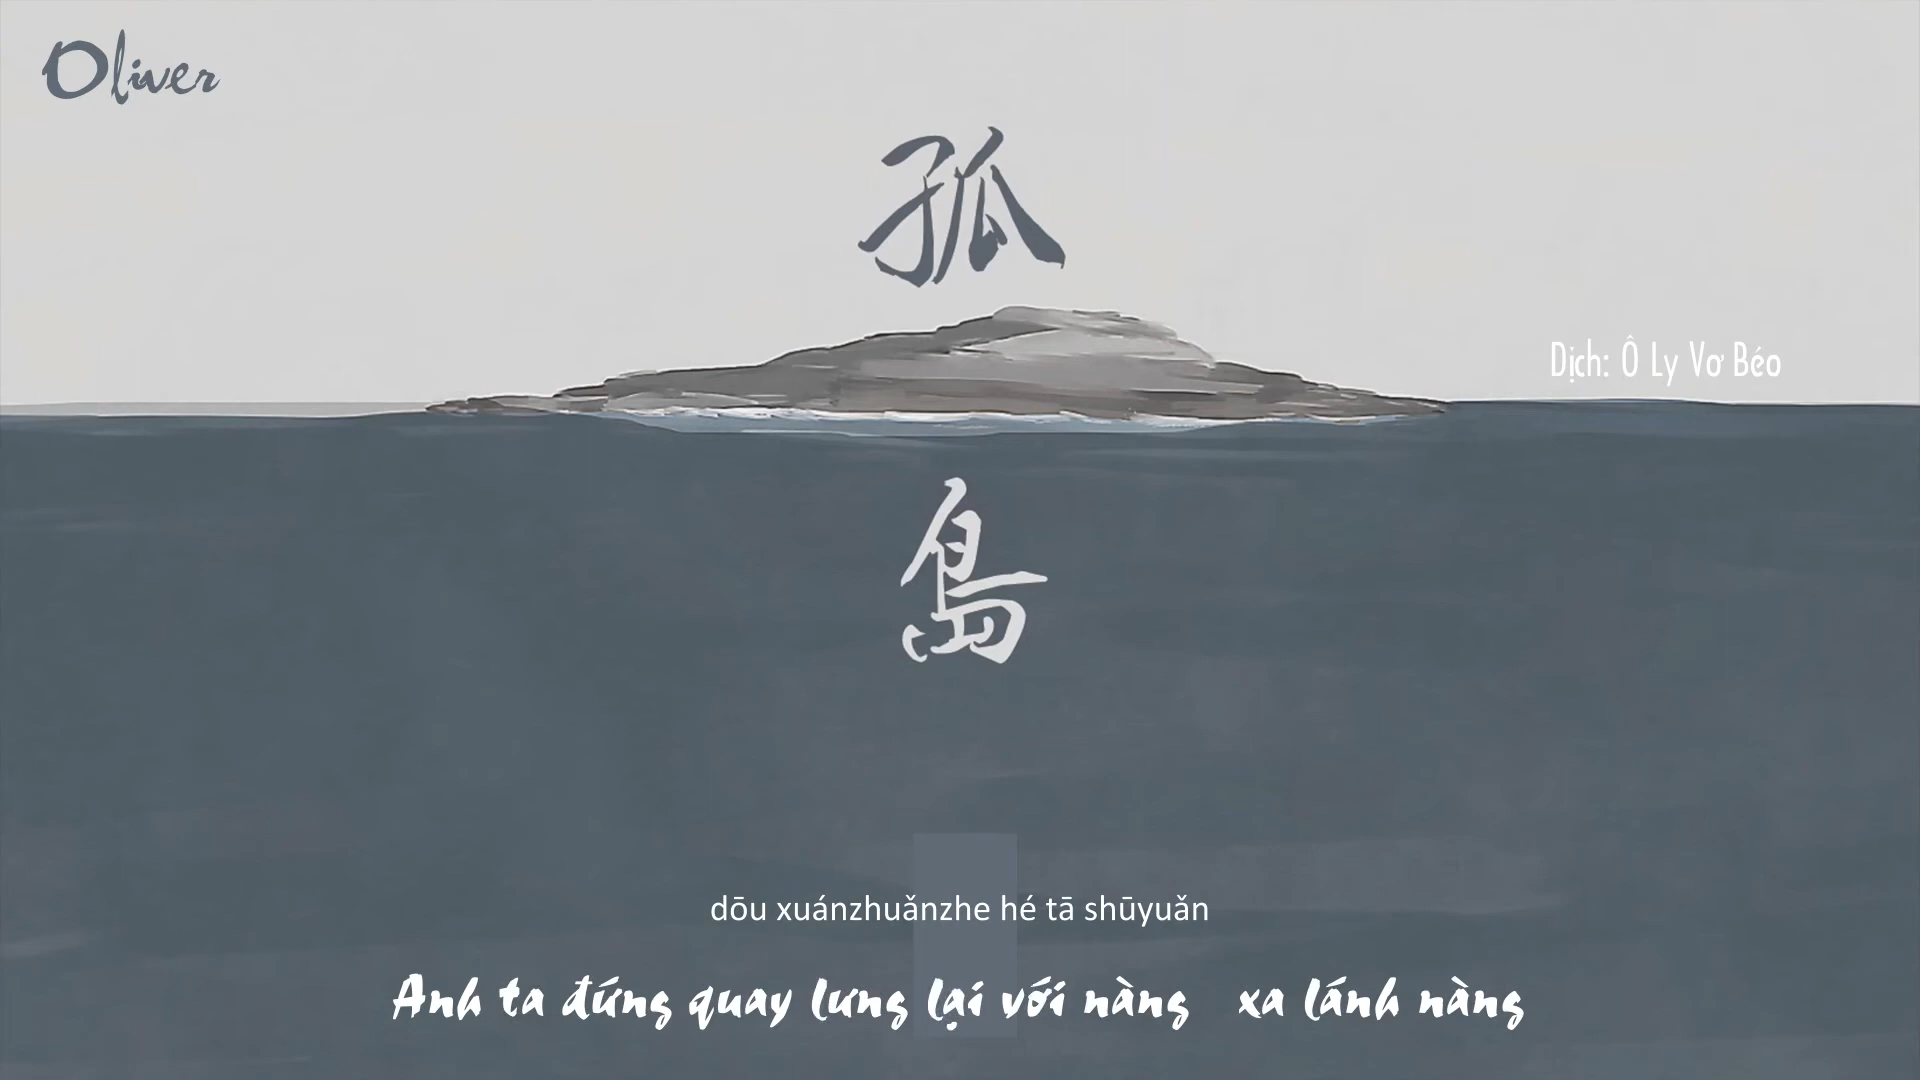 Oliver
孤
Dịch: Ô Ly Vơ Béo
島
dōu xuánzhuǎnzhe hé tā shūyuǎn
Anh ta đứng quay lưng lại với nàng xa lánh nàng